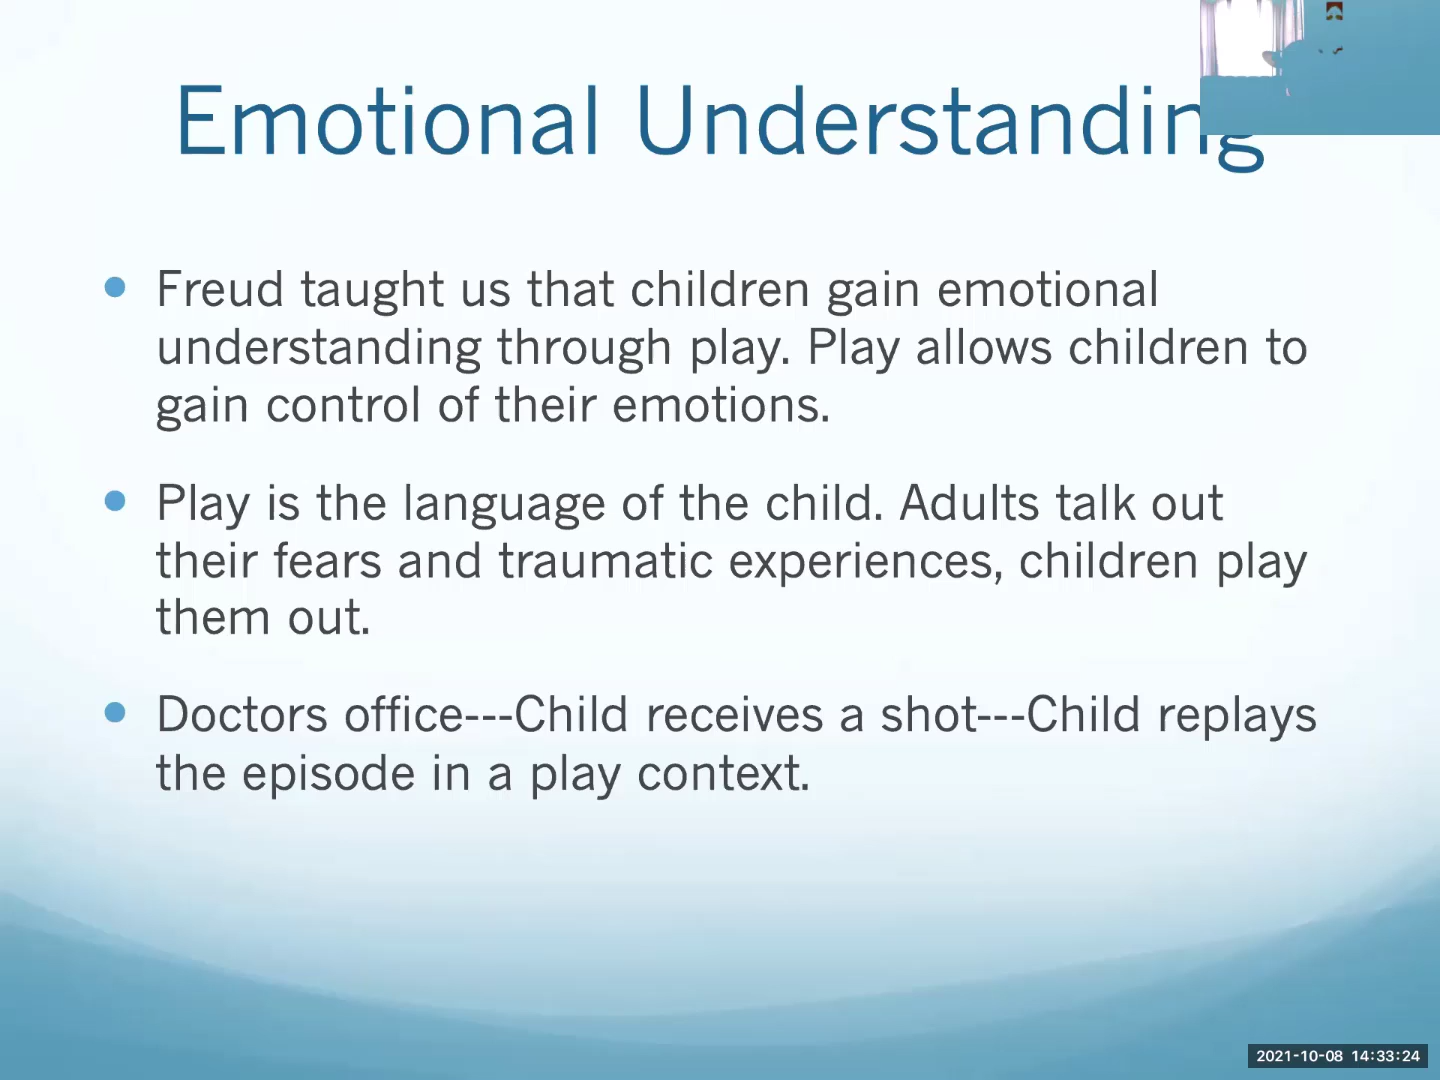 Emotional Understanding
Freud taught us that children gain emotional
understanding through play. Play allows children to
gain control of their emotions.
Play is the language of the child. Adults talk out
their fears and traumatic experiences, children play
them out.
Doctors office---Child receives a shot---Child replays
the episode in a play context.
2021-10-08 14:33:24